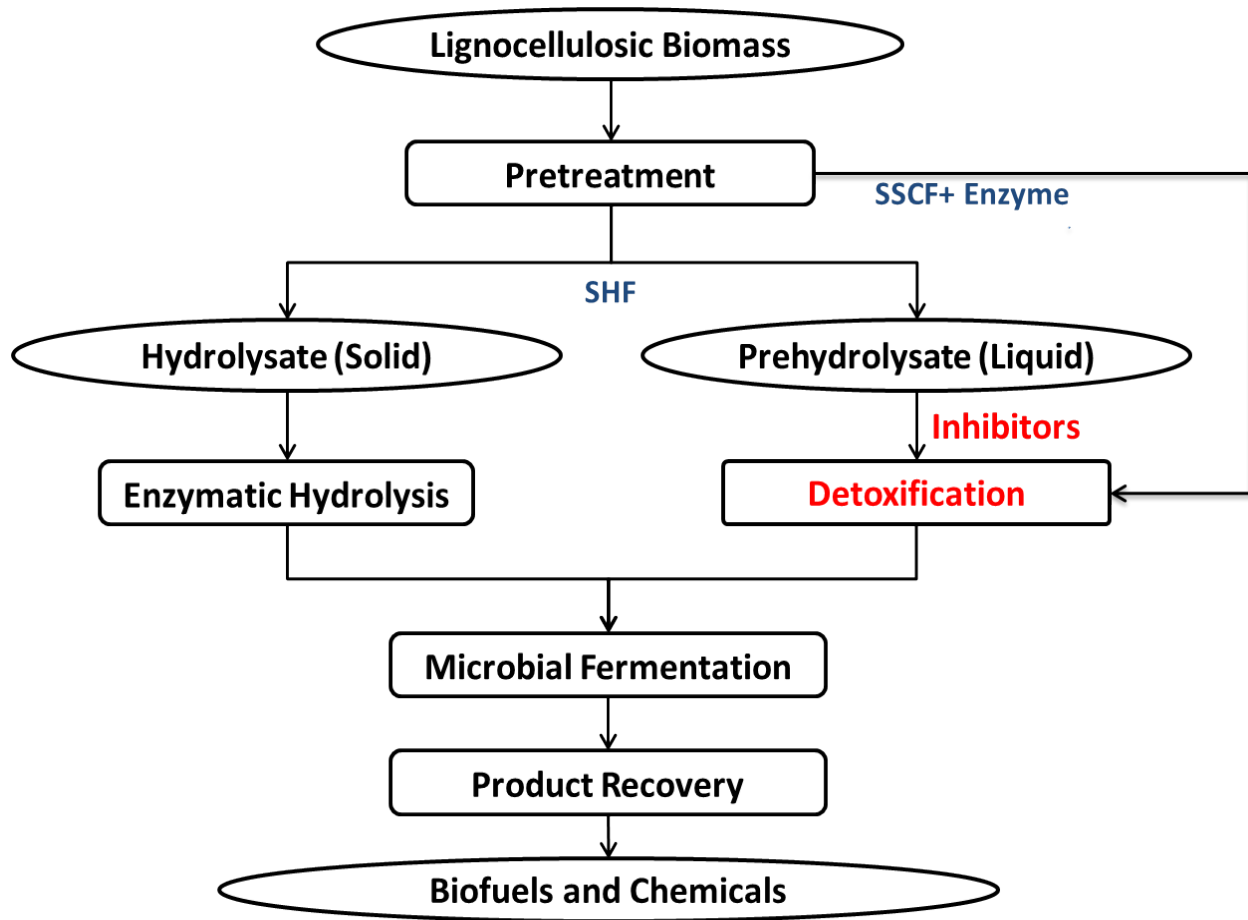 Lignocellulosic Biomass
Pretreatment
SSCF+ Enzyme
SHF
Hydrolysate (Solid)
Prehydrolysate (Liquid)
Inhibitors
Enzymatic Hydrolysis
Detoxification
Microbial Fermentation
Product Recovery
Biofuels and Chemicals